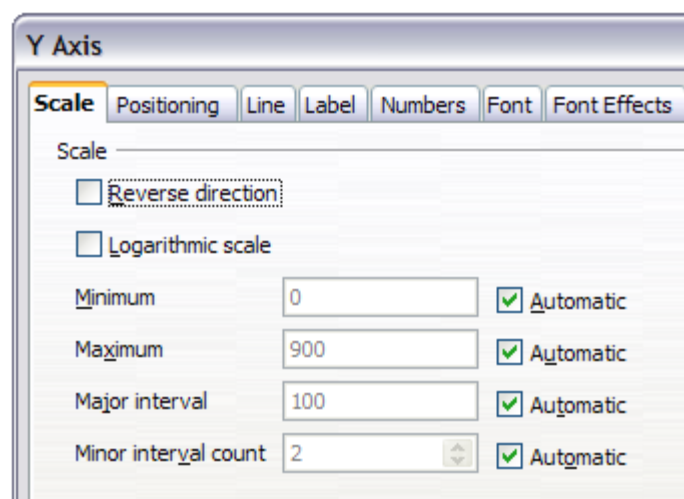 Y Axis
Scale Positioning Line Label Numbers Font Font Effects
Scale
Reverse direction
Logarithmic scale
Minimum 0 Automatic
Maximum 900 Automatic
Major interval 100 Automatic
Minor interval count 2 Automatic